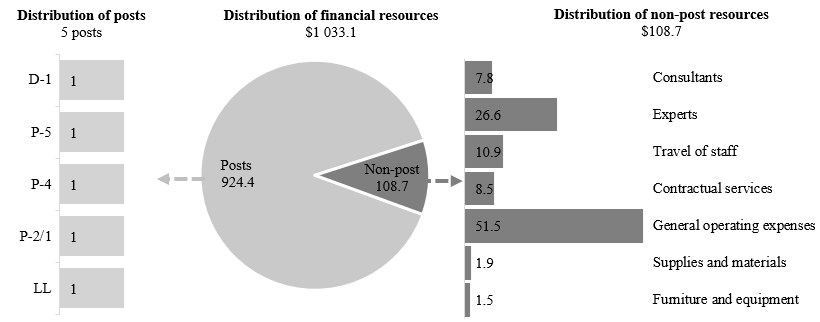 Distribution of posts
5 posts
D-1 1
P-5 1
P-4 1
P-2/1 1
LL 1
Distribution of financial resources
$1 033.1
Posts
924.4
Non-post
108.7
Distribution of non-post resources
$108.7
7.8 Consultants
26.6 Experts
10.9 Travel of staff
8.5 Contractual services
51.5 General operating expenses
1.9 Supplies and materials
1.5 Furniture and equipment